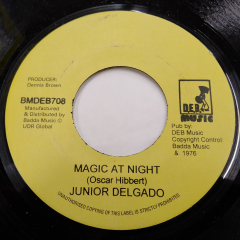 PRODUCER:
Dennis Brown
BMDEB708
Manufactured
& Distributed by
Badda Music ©
UDR Global
DEB
MUSIC
Pub by:
DEB Music
Copyright Control
Badda Music
& 1976
MAGIC AT NIGHT
(Oscar Hibbert)
JUNIOR DELGADO
UNAUTHORISED COPYING OF THIS LABEL IS STRICTLY PROHIBITED